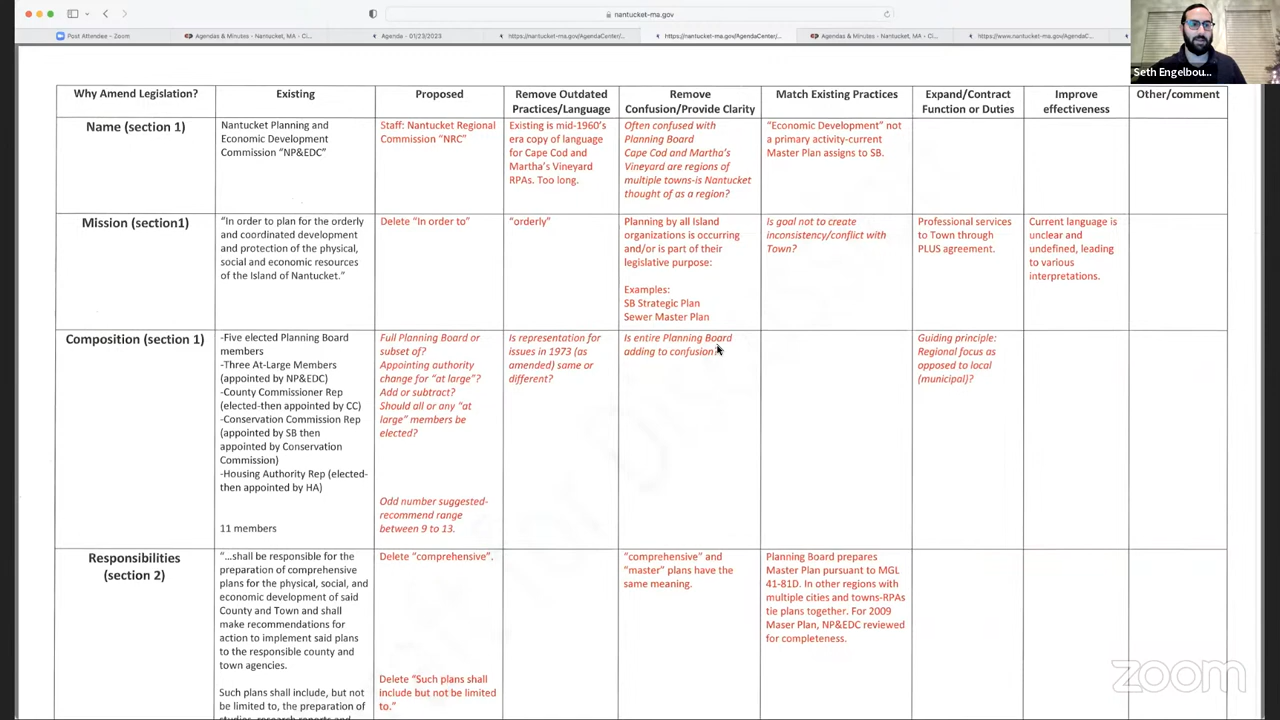 nantucket-ma.gov
Post Attendee - Zoom
Agendas & Minutes - Nantucket, MA - Ci...
Agenda - 01/23/2023
https://nantucket-ma.gov/AgendaCenter/...
https://nantucket-ma.gov/AgendaCenter/...
Agendas & Minutes - Nantucket, MA - Ci...
https://www.nantucket-ma.gov/AgendaC...
Seth Engelbou...
Why Amend Legislation?
Existing
Proposed
Remove Outdated
Practices/Language
Remove
Confusion/Provide Clarity
Match Existing Practices
Expand/Contract
Function or Duties
Improve
effectiveness
Other/comment
Name (section 1)
Nantucket Planning and
Economic Development
Commission "NP&EDC"
Staff: Nantucket Regional
Commission "NRC"
Existing is mid-1960's
era copy of language
for Cape Cod and
Martha's Vineyard
RPAs. Too long.
Often confused with
Planning Board
Cape Cod and Martha's
Vineyard are regions of
multiple towns-is Nantucket
thought of as a region?
"Economic Development" not
a primary activity-current
Master Plan assigns to SB.
Mission (section1)
"In order to plan for the orderly
and coordinated development
and protection of the physical,
social and economic resources
of the Island of Nantucket."
Delete "In order to"
"orderly"
Planning by all Island
organizations is occurring
and/or is part of their
legislative purpose:
Examples:
SB Strategic Plan
Sewer Master Plan
Is goal not to create
inconsistency/conflict with
Town?
Professional services
to Town through
PLUS agreement.
Current language is
unclear and
undefined, leading
to various
interpretations.
Composition (section 1)
-Five elected Planning Board
members
-Three At-Large Members
(appointed by NP&EDC)
-County Commissioner Rep
(elected-then appointed by CC)
-Conservation Commission Rep
(appointed by SB then
appointed by Conservation
Commission)
-Housing Authority Rep (elected-
then appointed by HA)
11 members
Full Planning Board or
subset of?
Appointing authority
change for "at large"?
Add or subtract?
Should all or any "at
large" members be
elected?
Odd number suggested-
recommend range
between 9 to 13.
Is representation for
issues in 1973 (as
amended) same or
different?
Is entire Planning Board
adding to confusion?
Guiding principle:
Regional focus as
opposed to local
(municipal)?
Responsibilities
(section 2)
"...shall be responsible for the
preparation of comprehensive
plans for the physical, social, and
economic development of said
County and Town and shall
make recommendations for
action to implement said plans
to the responsible county and
town agencies.
Such plans shall include, but not
be limited to, the preparation of
studies, research reports and
Delete "comprehensive".
Delete "Such plans shall
include but not be limited
to."
"comprehensive" and
"master" plans have the
same meaning.
Planning Board prepares
Master Plan pursuant to MGL
41-81D. In other regions with
multiple cities and towns-RPAs
tie plans together. For 2009
Maser Plan, NP&EDC reviewed
for completeness.
zoom